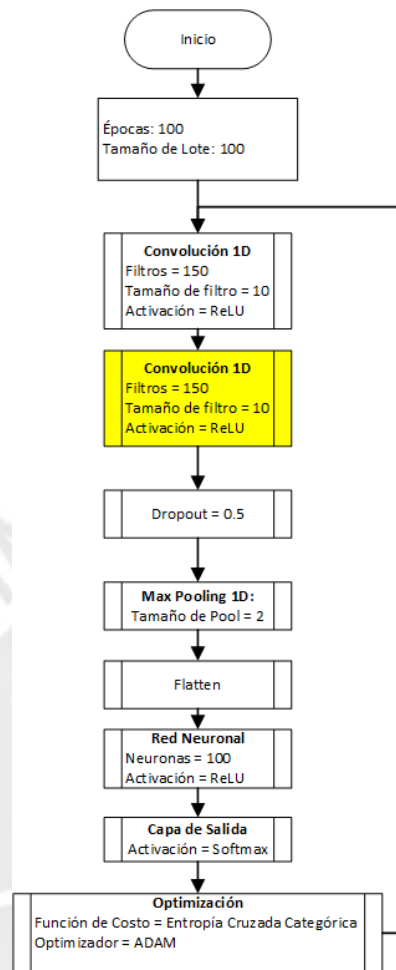 Inicio
Épocas: 100
Tamaño de Lote: 100
Convolución 1D
Filtros = 150
Tamaño de filtro = 10
Activación = ReLU
Convolución 1D
Filtros = 150
Tamaño de filtro = 10
Activación = ReLU
Dropout = 0.5
Max Pooling 1D:
Tamaño de Pool = 2
Flatten
Red Neuronal
Neuronas = 100
Activación = ReLU
Capa de Salida
Activación = Softmax
Optimización
Función de Costo = Entropía Cruzada Categórica
Optimizador = ADAM